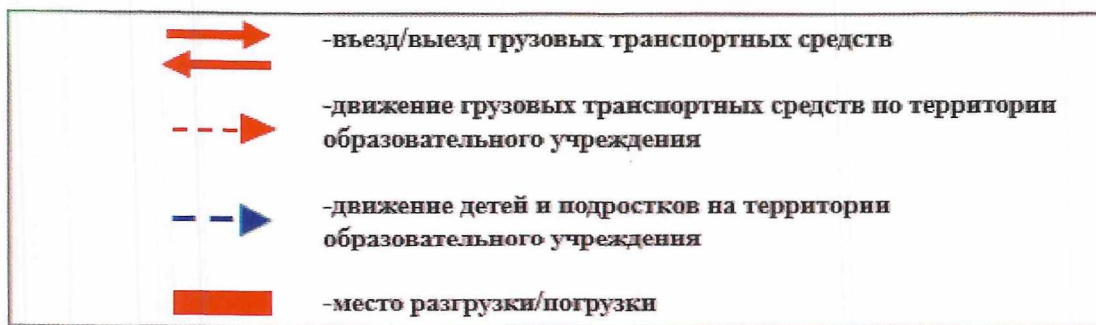 -въезд/выезд грузовых транспортных средств
-движение грузовых транспортных средств по территории
образовательного учреждения
-движение детей и подростков на территории
образовательного учреждения
-место разгрузки/погрузки